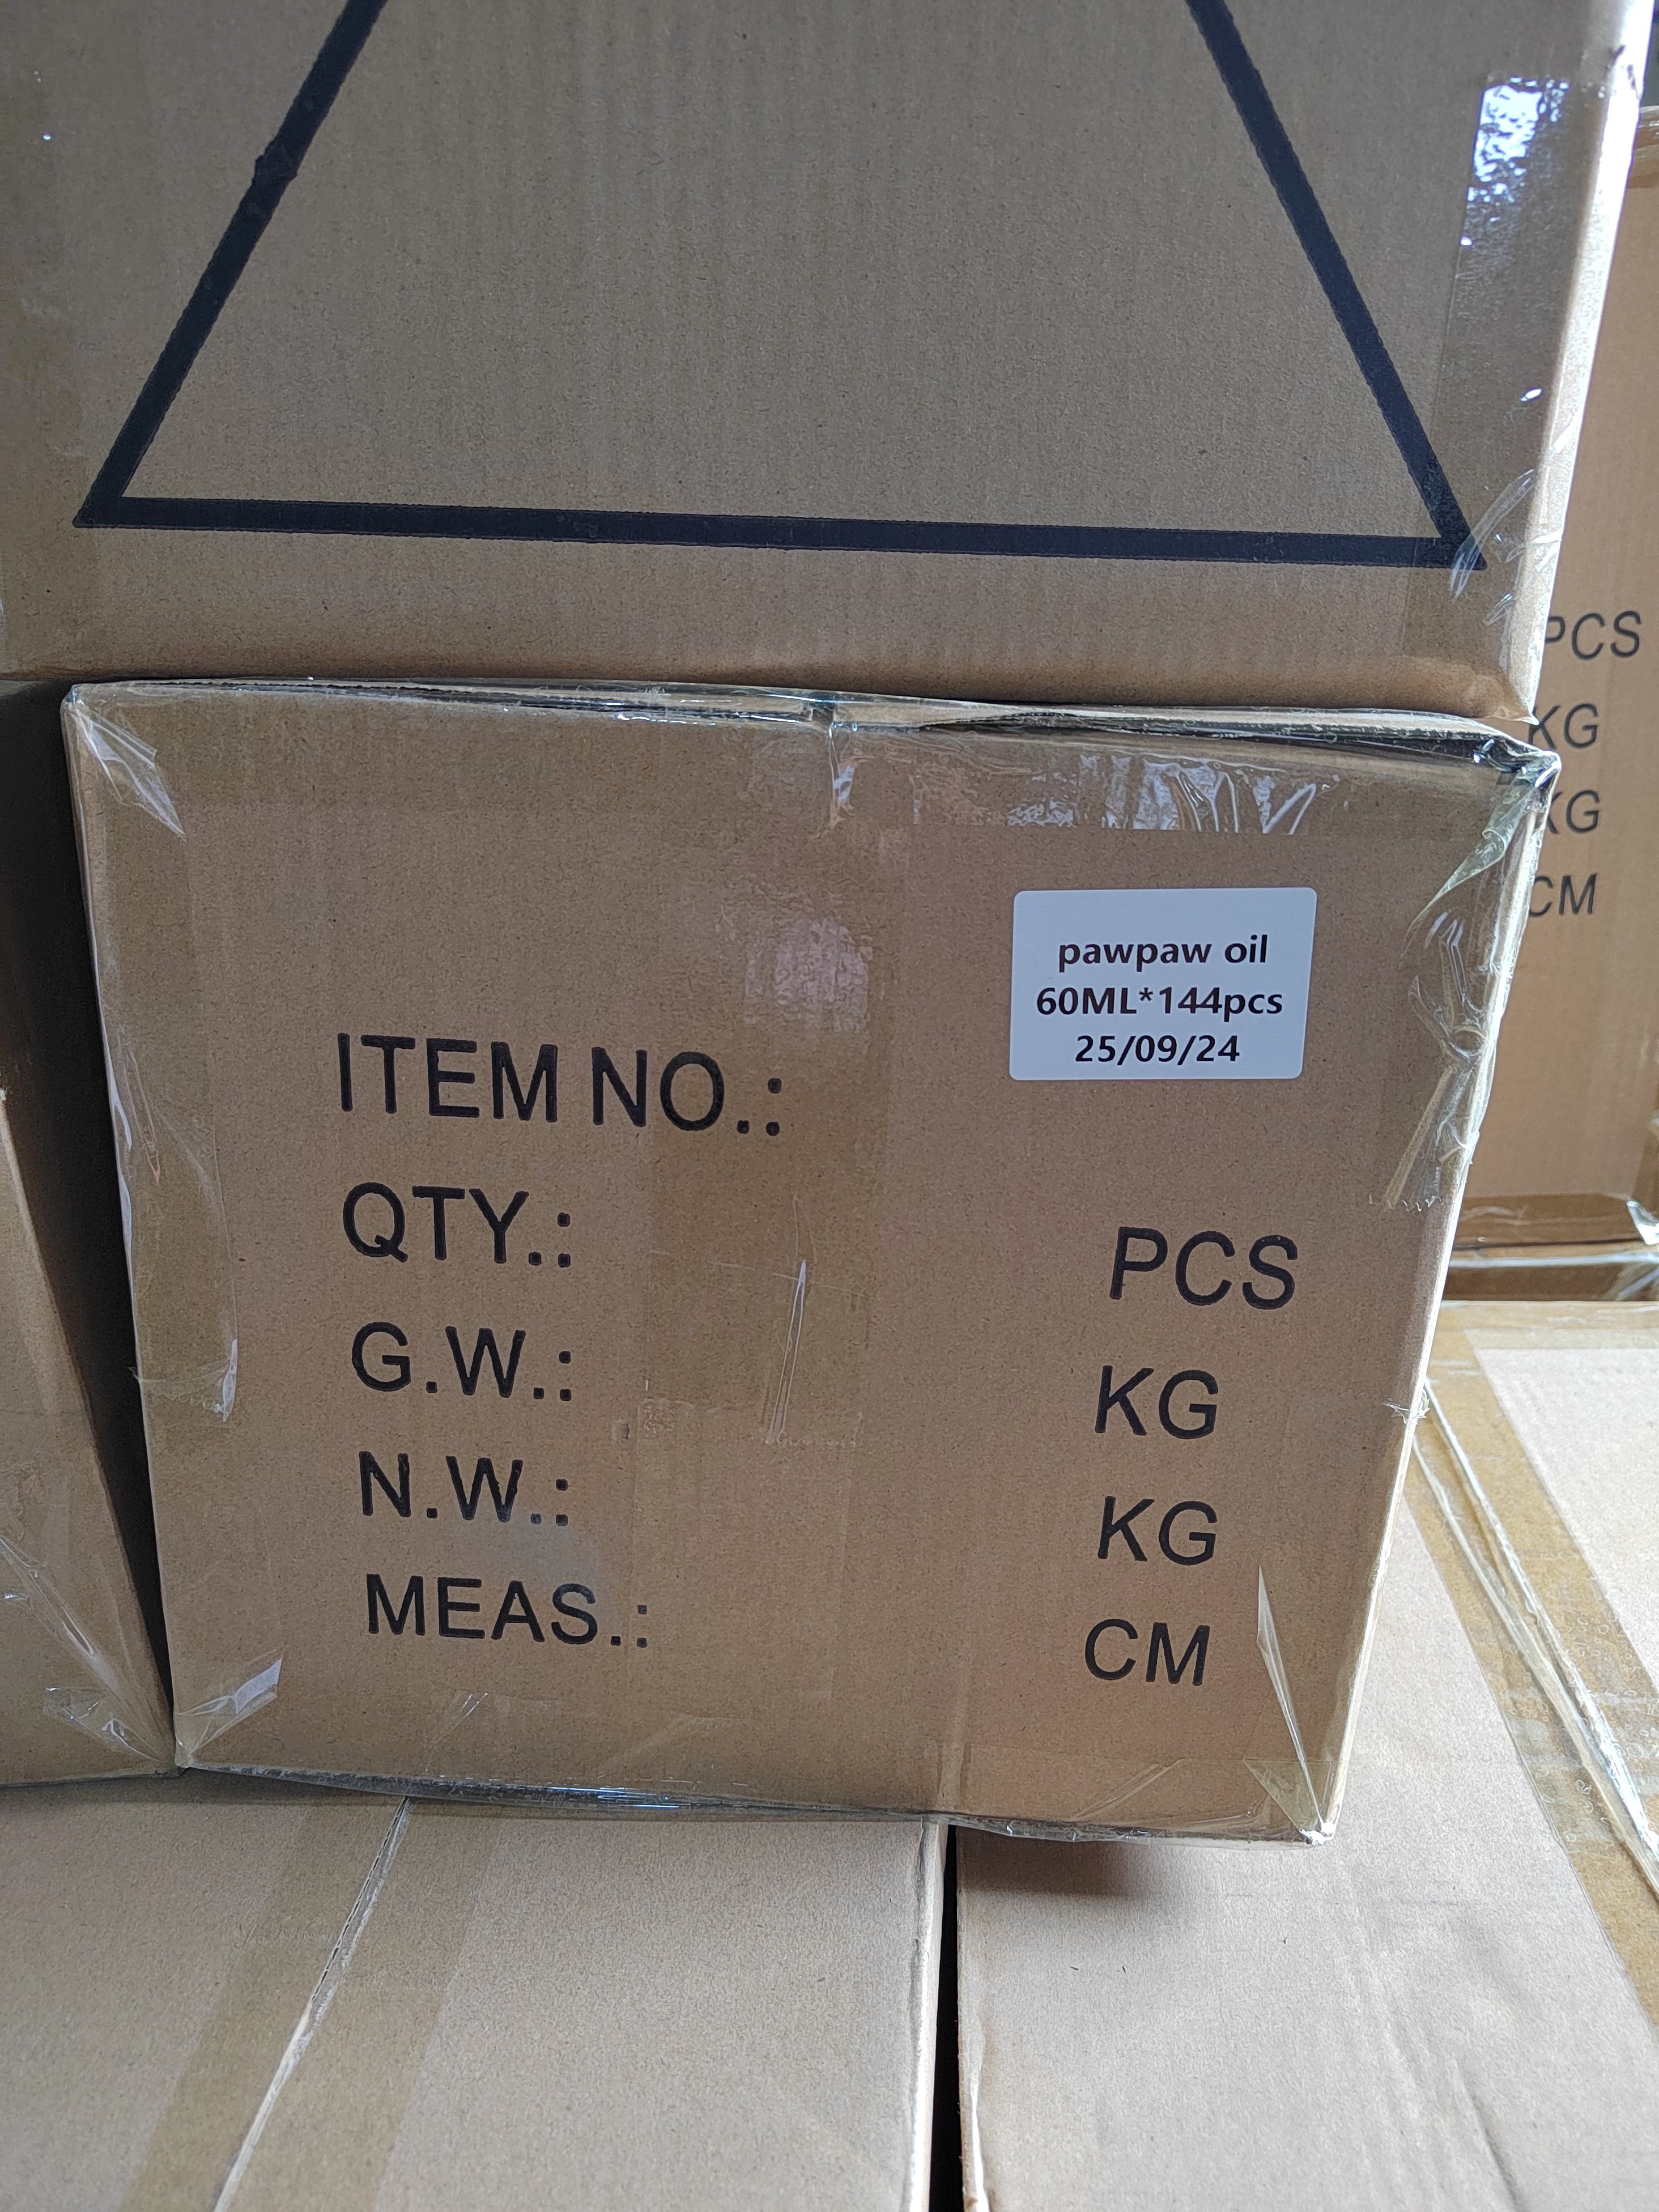 pawpaw oil
60ML*144pcs
25/09/24
ITEM NO.:
QTY.: PCS
G.W.: KG
N.W.: KG
MEAS.: CM
PCS
KG
KG
CM